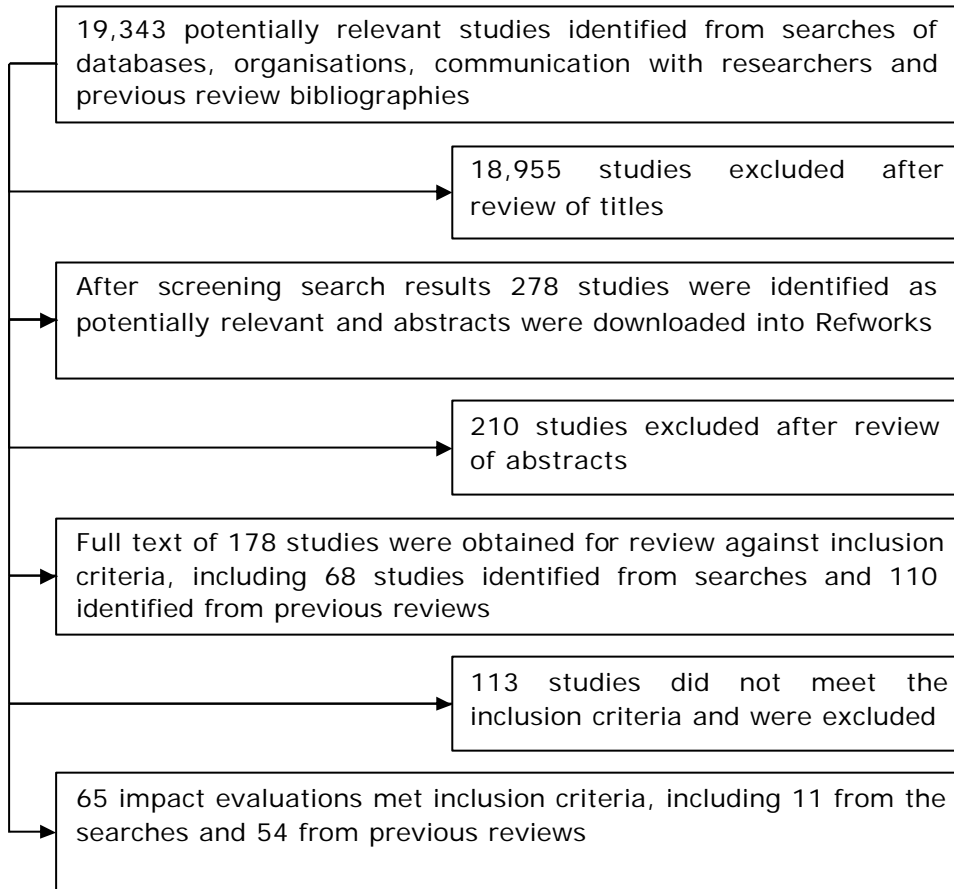 19,343 potentially relevant studies identified from searches of
databases, organisations, communication with researchers and
previous review bibliographies
18,955 studies excluded after
review of titles
After screening search results 278 studies were identified as
potentially relevant and abstracts were downloaded into Refworks
210 studies excluded after review
of abstracts
Full text of 178 studies were obtained for review against inclusion
criteria, including 68 studies identified from searches and 110
identified from previous reviews
113 studies did not meet the
inclusion criteria and were excluded
65 impact evaluations met inclusion criteria, including 11 from the
searches and 54 from previous reviews